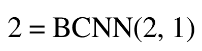 2 = BCNN(2, 1)